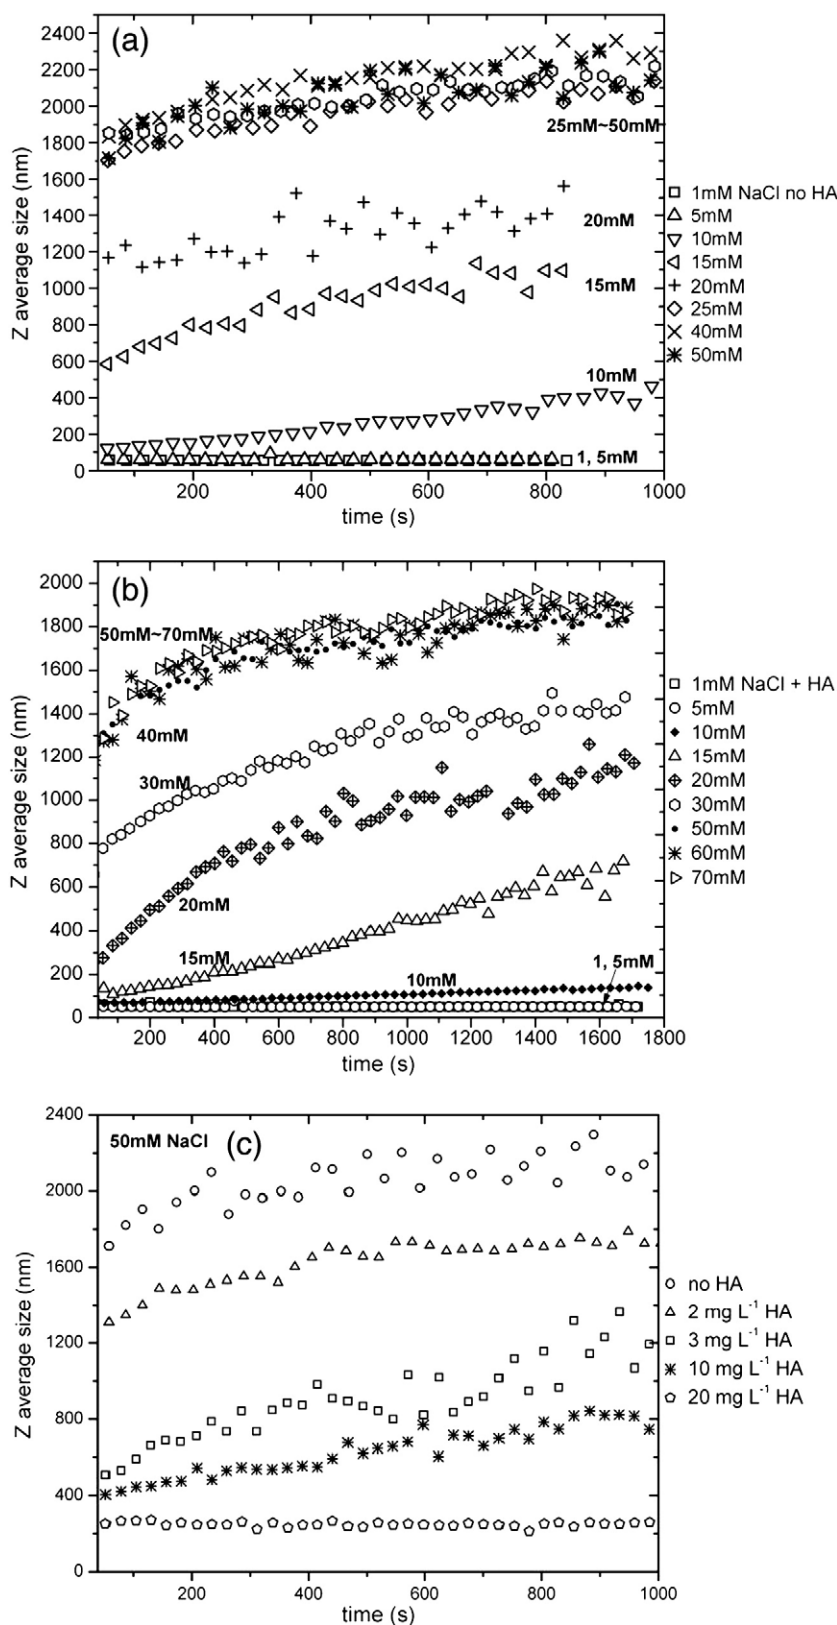 (a)
2400
2200
2000
1800
1600
1400
1200
1000
800
600
400
200
0
Z average size (nm)
25mM~50mM
20mM
15mM
10mM
1, 5mM
200
400
600
800
1000
time (s)
1mM NaCl no HA
5mM
10mM
15mM
20mM
25mM
40mM
50mM
(b)
2000
1800
1600
1400
1200
1000
800
600
400
200
0
Z average size (nm)
50mM~70mM
40mM
30mM
20mM
15mM
10mM
1, 5mM
200
400
600
800
1000
1200
1400
1600
1800
time (s)
1mM NaCl + HA
5mM
10mM
15mM
20mM
30mM
50mM
60mM
70mM
50mM NaCl
(c)
2400
2000
1600
1200
800
400
0
Z average size (nm)
200
400
600
800
1000
time (s)
no HA
2 mg L⁻¹ HA
3 mg L⁻¹ HA
10 mg L⁻¹ HA
20 mg L⁻¹ HA